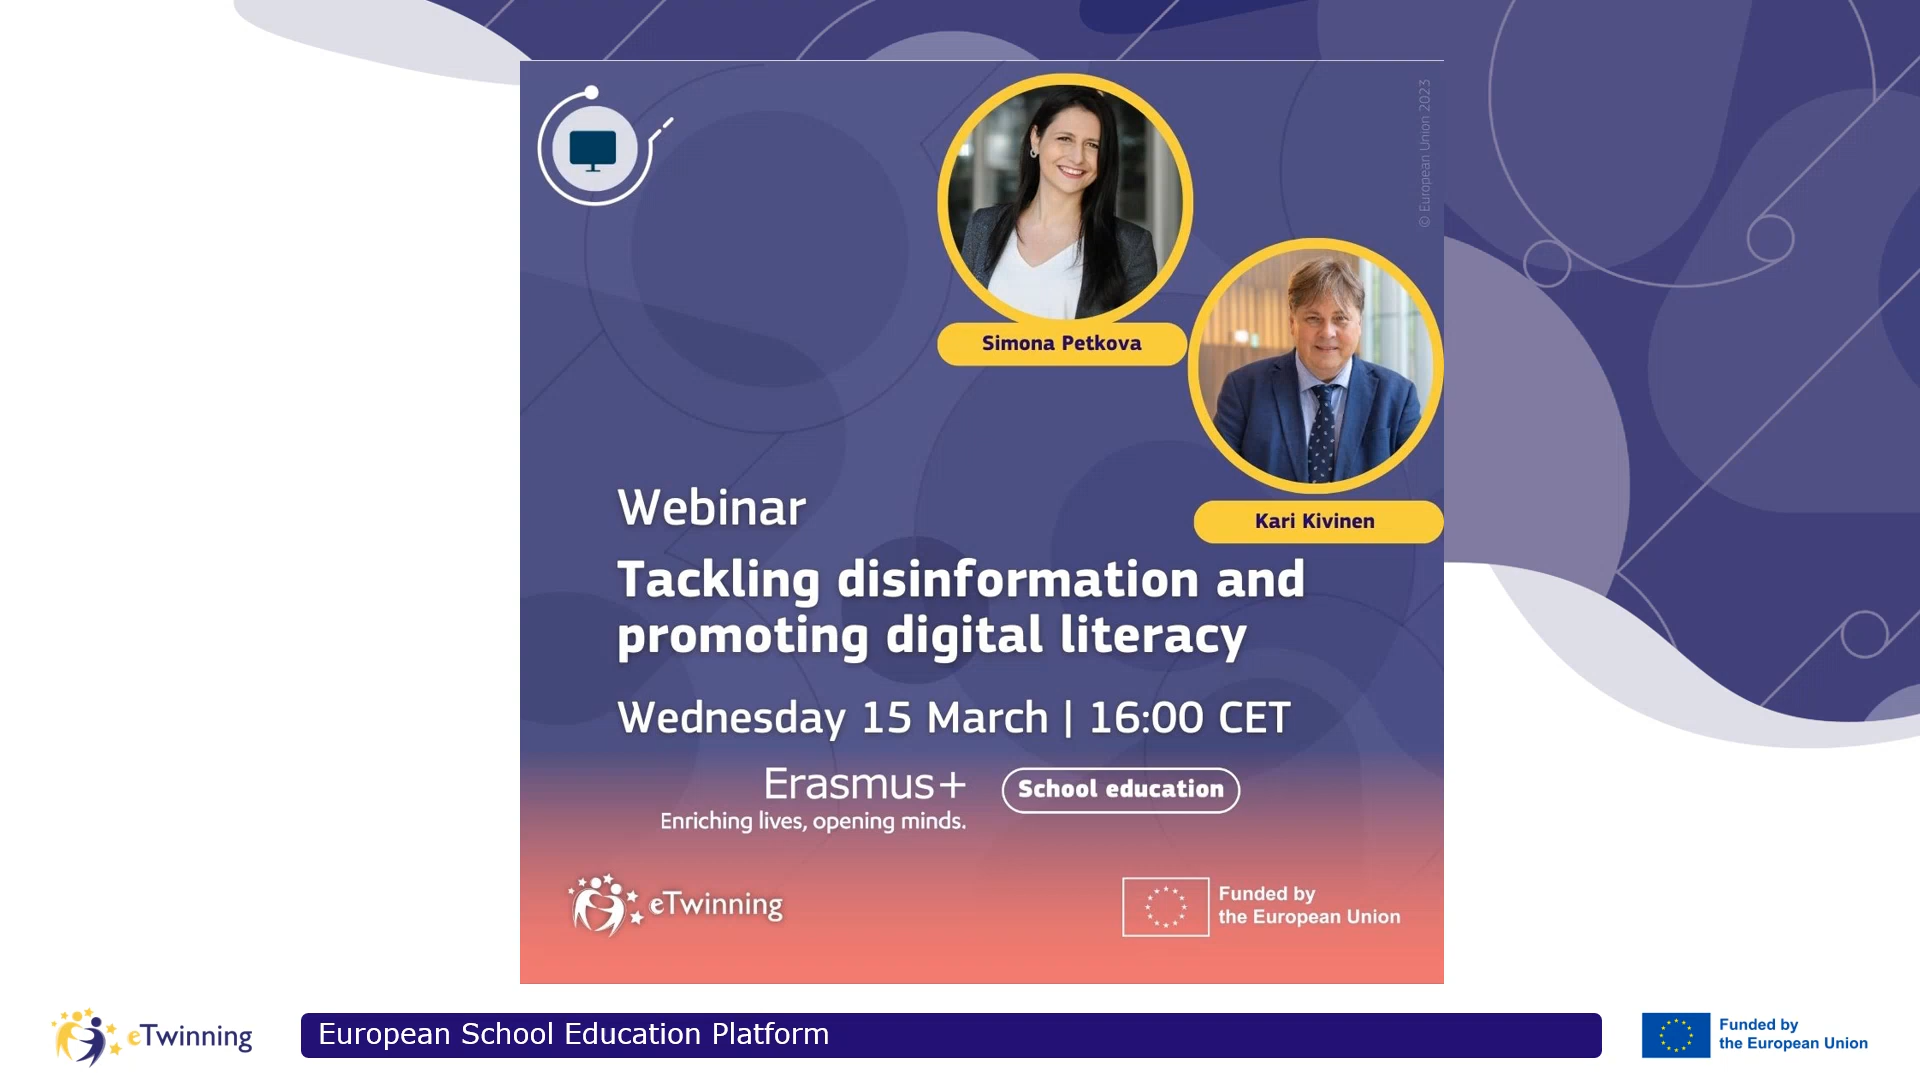 © European Union 2023
Simona Petkova
Kari Kivinen
Webinar
Tackling disinformation and
promoting digital literacy
Wednesday 15 March | 16:00 CET
Erasmus+
Enriching lives, opening minds.
School education
eTwinning
Funded by
the European Union
eTwinning
European School Education Platform
Funded by
the European Union